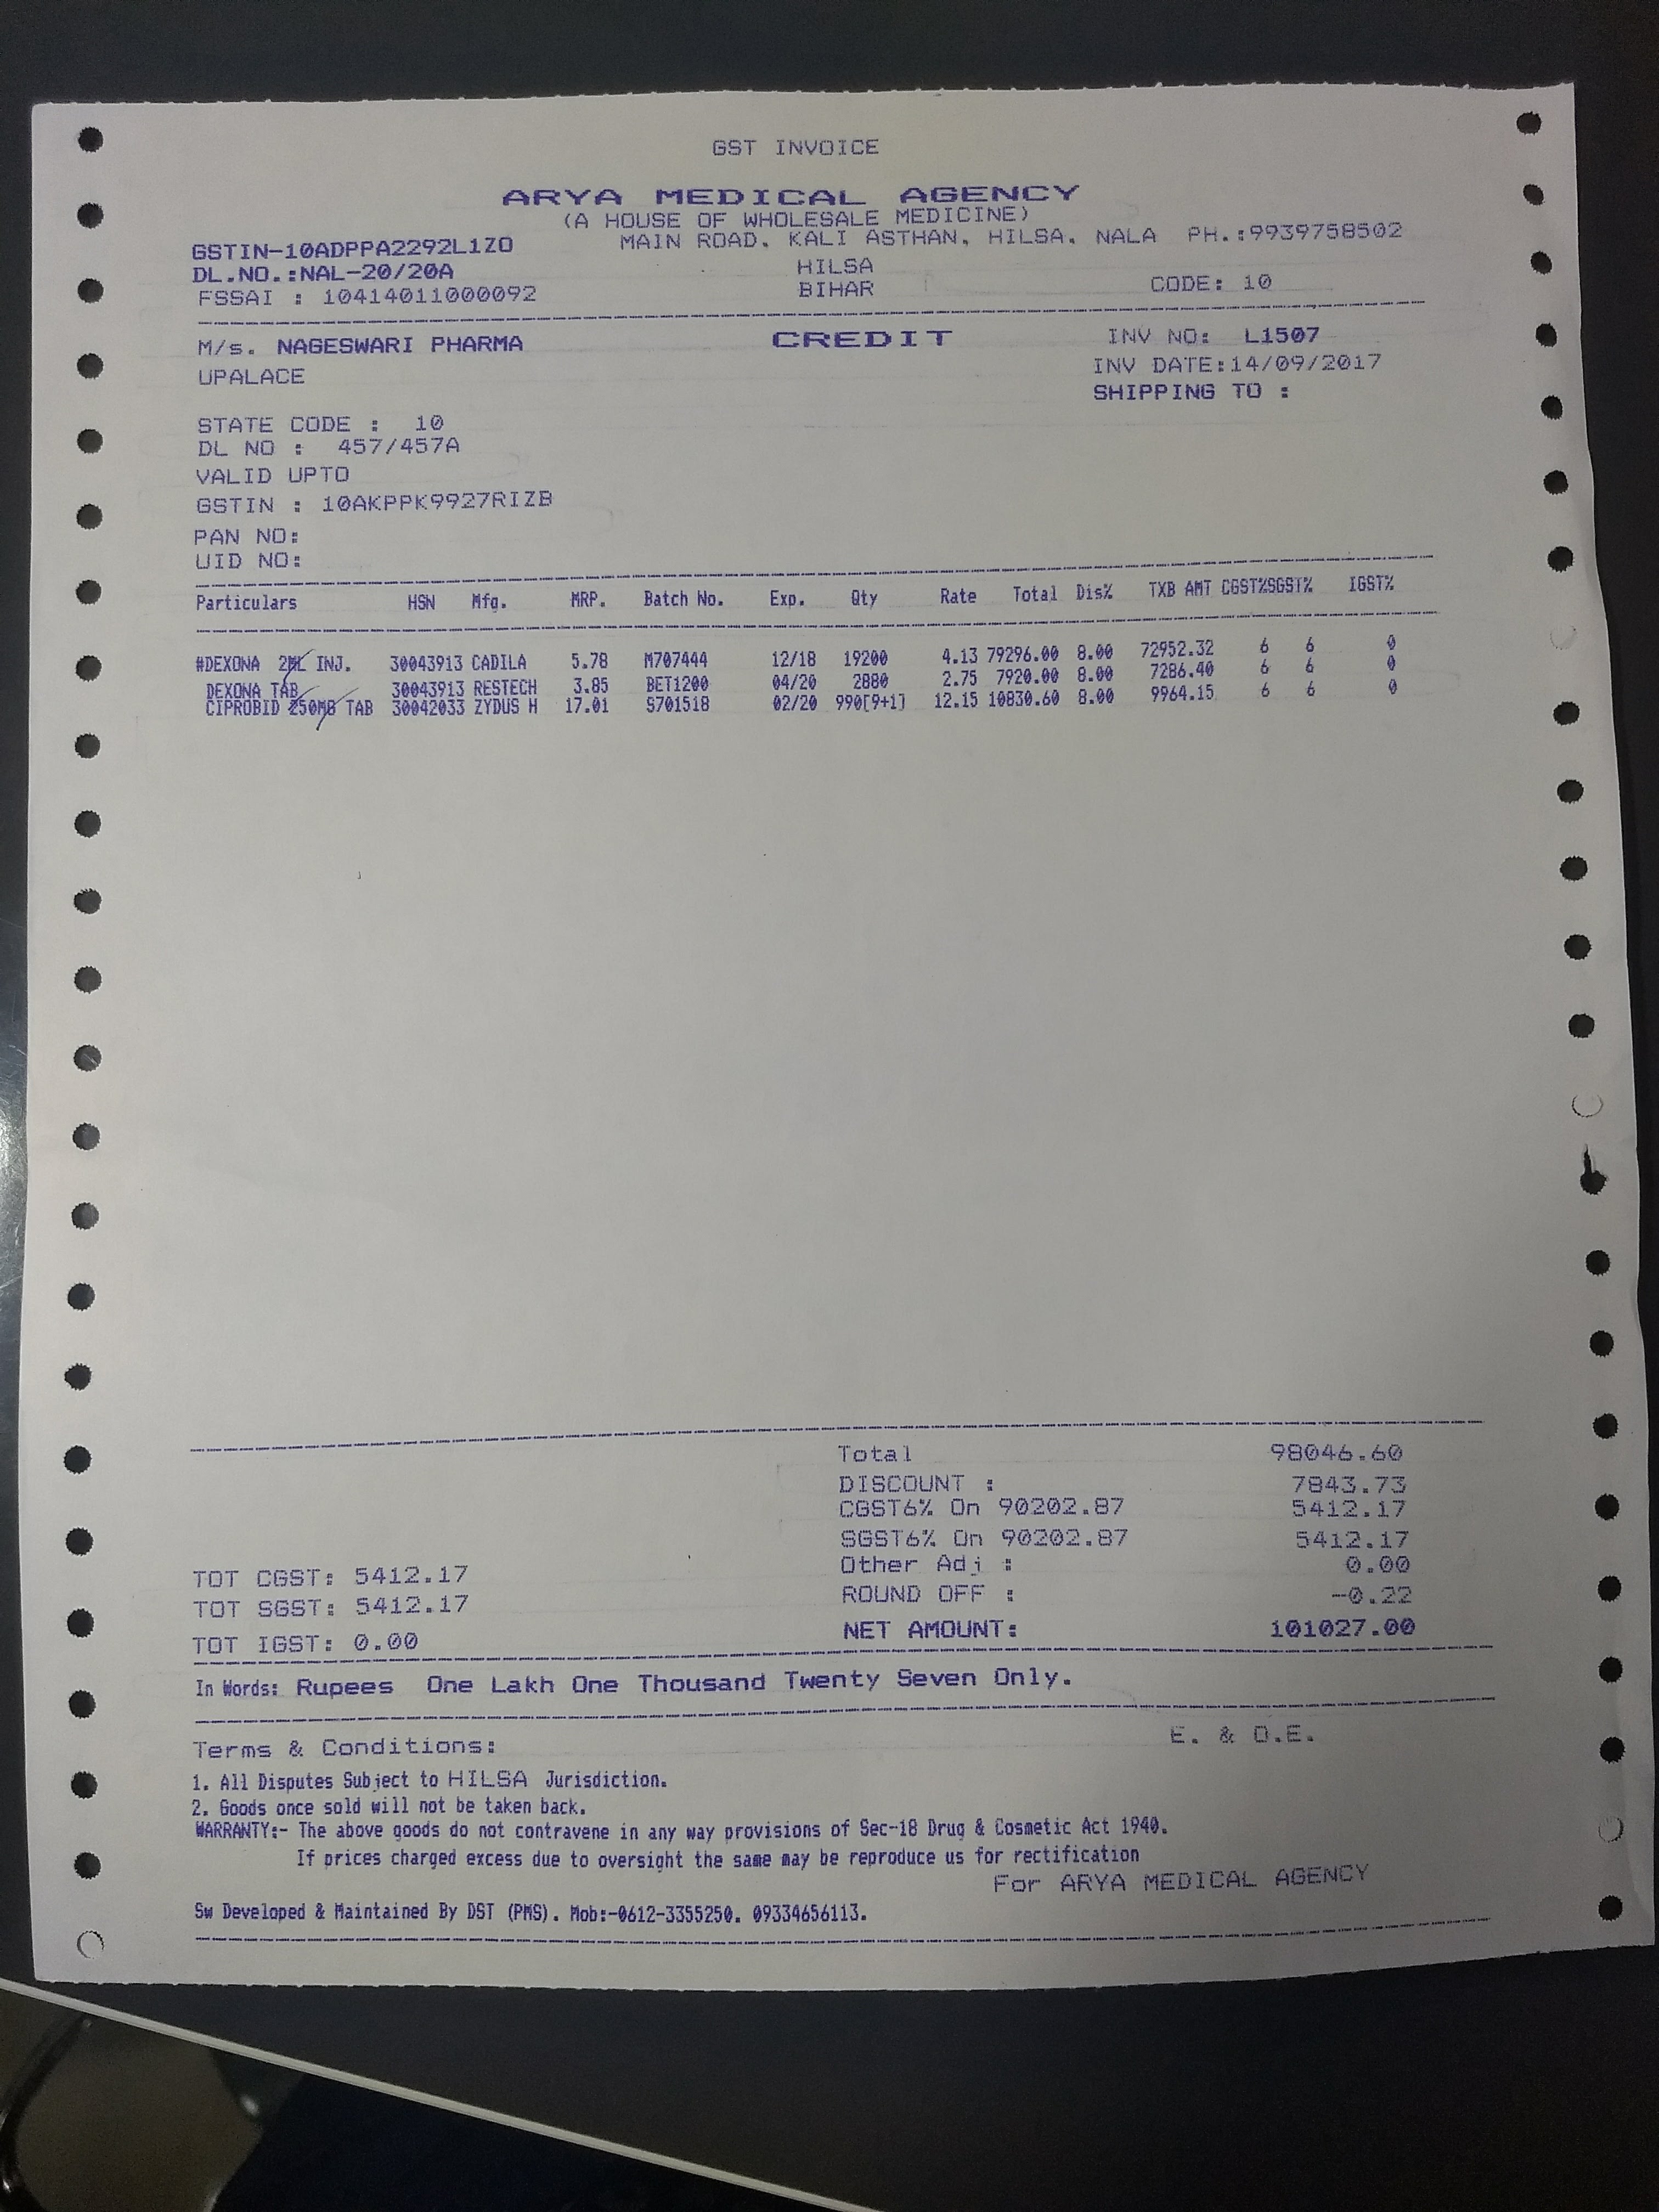 GST INVOICE
ARYA MEDICAL AGENCY
(A HOUSE OF WHOLESALE MEDICINE)
GSTIN-10ADPPA2292L1ZO MAIN ROAD, KALI ASTHAN, HILSA, NALA PH.:9939758502
DL.NO.:NAL-20/20A HILSA
FSSAI : 10414011000092 BIHAR CODE: 10
M/s. NAGESWARI PHARMA CREDIT INV NO: L1507
UPALACE INV DATE:14/09/2017
SHIPPING TO :
STATE CODE : 10
DL NO : 457/457A
VALID UPTO
GSTIN : 10AKPPK9927RIZB
PAN NO:
UID NO:
Particulars HSN Mfg. MRP. Batch No. Exp. Qty Rate Total Dis% TXB AMT CGST%SGST% IGST%
#DEXONA 2ML INJ. 30043913 CADILA 5.78 M707444 12/18 19200 4.13 79296.00 8.00 72952.32 6 6 0
DEXONA TAB 30043913 RESTECH 3.85 BET1200 04/20 2880 2.75 7920.00 8.00 7286.40 6 6 0
CIPROBID 250MG TAB 30042033 ZYDUS H 17.01 S701518 02/20 990[9+1] 12.15 10830.60 8.00 9964.15 6 6 0
Total 98046.60
DISCOUNT : 7843.73
CGST6% On 90202.87 5412.17
SGST6% On 90202.87 5412.17
Other Adj : 0.00
TOT CGST: 5412.17
ROUND OFF : -0.22
TOT SGST: 5412.17
NET AMOUNT: 101027.00
TOT IGST: 0.00
In Words: Rupees One Lakh One Thousand Twenty Seven Only.
Terms & Conditions: E. & O.E.
1. All Disputes Subject to HILSA Jurisdiction.
2. Goods once sold will not be taken back.
WARRANTY:- The above goods do not contravene in any way provisions of Sec-18 Drug & Cosmetic Act 1940.
If prices charged excess due to oversight the same may be reproduce us for rectification
For ARYA MEDICAL AGENCY
Sw Developed & Maintained By DST (PMS). Mob:-0612-3355250. 09334656113.